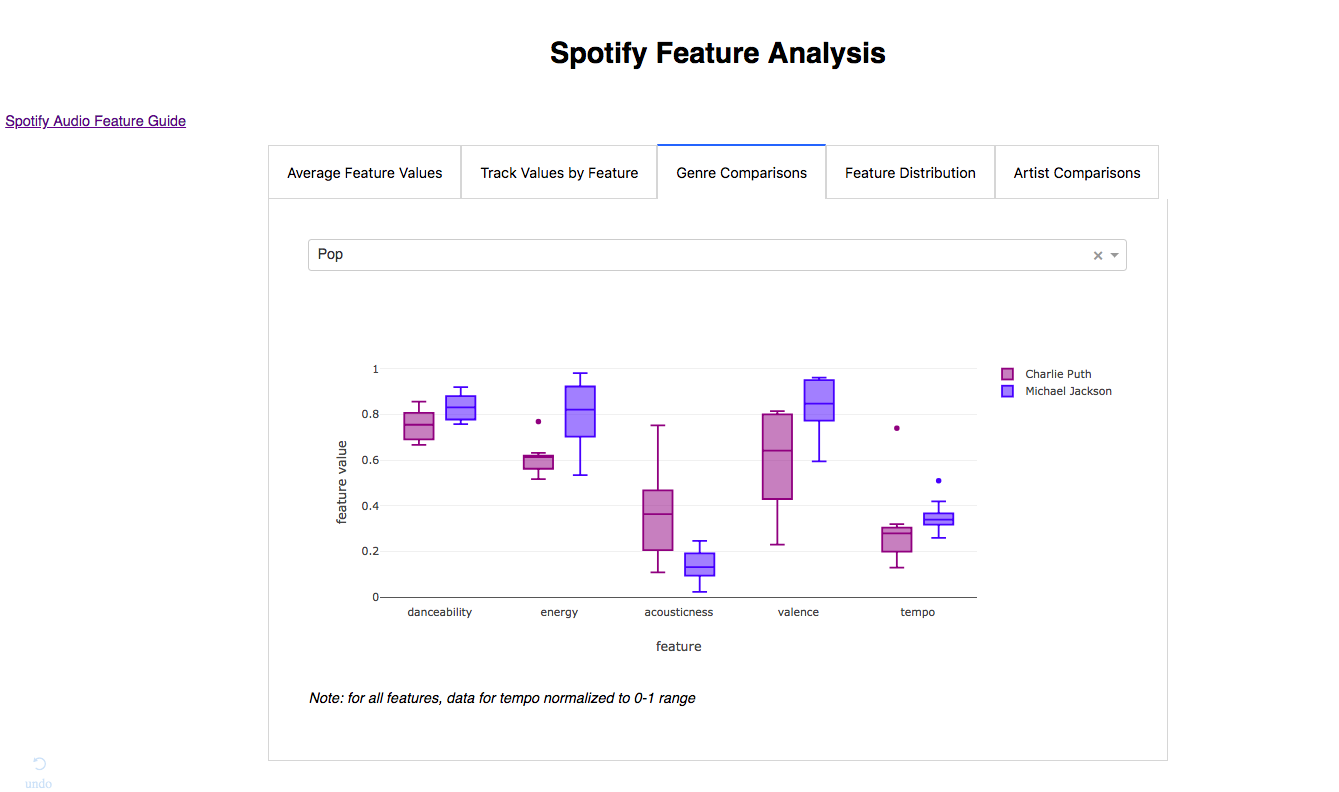 Spotify Feature Analysis
Spotify Audio Feature Guide
Average Feature Values
Track Values by Feature
Genre Comparisons
Feature Distribution
Artist Comparisons
Pop
1
0.8
0.6
0.4
0.2
0
feature value
danceability
energy
acousticness
valence
tempo
feature
Charlie Puth
Michael Jackson
Note: for all features, data for tempo normalized to 0-1 range
undo